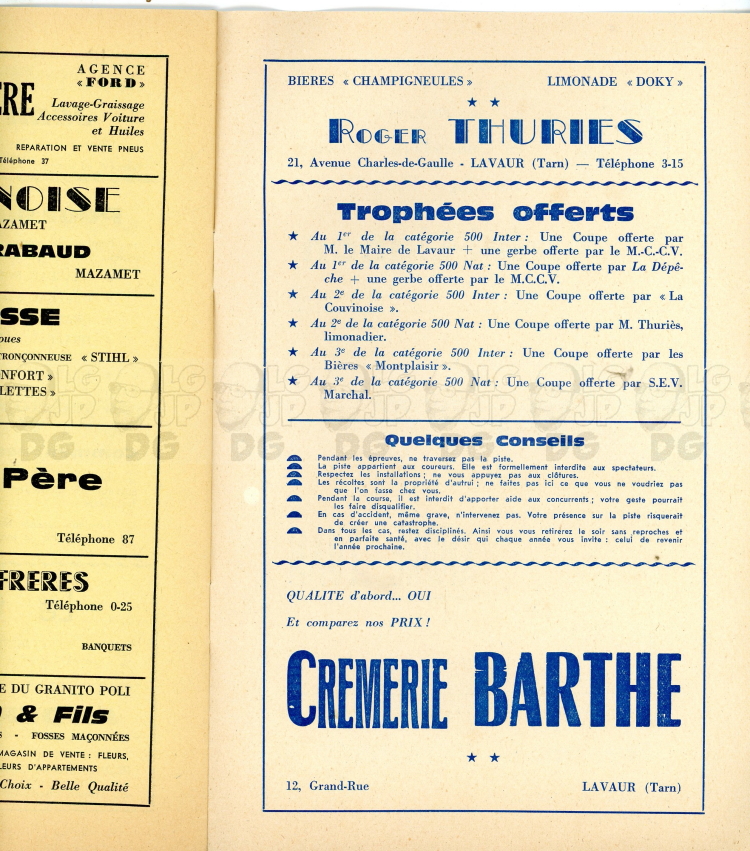 AGENCE
« FORD »
ERE
Lavage-Graissage
Accessoires Voiture
et Huiles
REPARATION ET VENTE PNEUS
Téléphone 37
NOISE
AZAMET
RABAUD
MAZAMET
SSE
oues
TRONÇONNEUSE « STIHL »
NFORT »
LETTES »
Père
Téléphone 87
FRERES
Téléphone 0-25
BANQUETS
E DU GRANITO POLI
& Fils
S - FOSSES MAÇONNÉES
MAGASIN DE VENTE : FLEURS,
LEURS D'APPARTEMENTS
Choix - Belle Qualité
BIERES « CHAMPIGNEULES » LIMONADE « DOKY »
ROGER THURIES
21, Avenue Charles-de-Gaulle - LAVAUR (Tarn) — Téléphone 3-15
Trophées offerts
★ Au 1er de la catégorie 500 Inter : Une Coupe offerte par
M. le Maire de Lavaur + une gerbe offerte par le M.-C.-C.V.
★ Au 1er de la catégorie 500 Nat : Une Coupe offerte par La Dépê-
che + une gerbe offerte par le M.C.C.V.
★ Au 2e de la catégorie 500 Inter : Une Coupe offerte par « La
Couvinoise ».
★ Au 2e de la catégorie 500 Nat : Une Coupe offerte par M. Thuriès,
limonadier.
★ Au 3e de la catégorie 500 Inter : Une Coupe offerte par les
Bières « Montplaisir ».
★ Au 3e de la catégorie 500 Nat : Une Coupe offerte par S.E.V.
Marchal.
LG JP DG
Quelques Conseils
Pendant les épreuves, ne traversez pas la piste.
La piste appartient aux coureurs. Elle est formellement interdite aux spectateurs.
Respectez les installations ; ne vous appuyez pas aux clôtures.
Les récoltes sont la propriété d'autrui ; ne faites pas ici ce que vous ne voudriez pas
que l'on fasse chez vous.
Pendant la course, il est interdit d'apporter aide aux concurrents ; votre geste pourrait
les faire disqualifier.
En cas d'accident, même grave, n'intervenez pas. Votre présence sur la piste risquerait
de créer une catastrophe.
Dans tous les cas, restez disciplinés. Ainsi vous vous retirerez le soir sans reproches et
en parfaite santé, avec le désir qui chaque année vous invite : celui de revenir
l'année prochaine.
QUALITE d'abord... OUI
Et comparez nos PRIX !
CREMERIE BARTHE
12, Grand-Rue LAVAUR (Tarn)